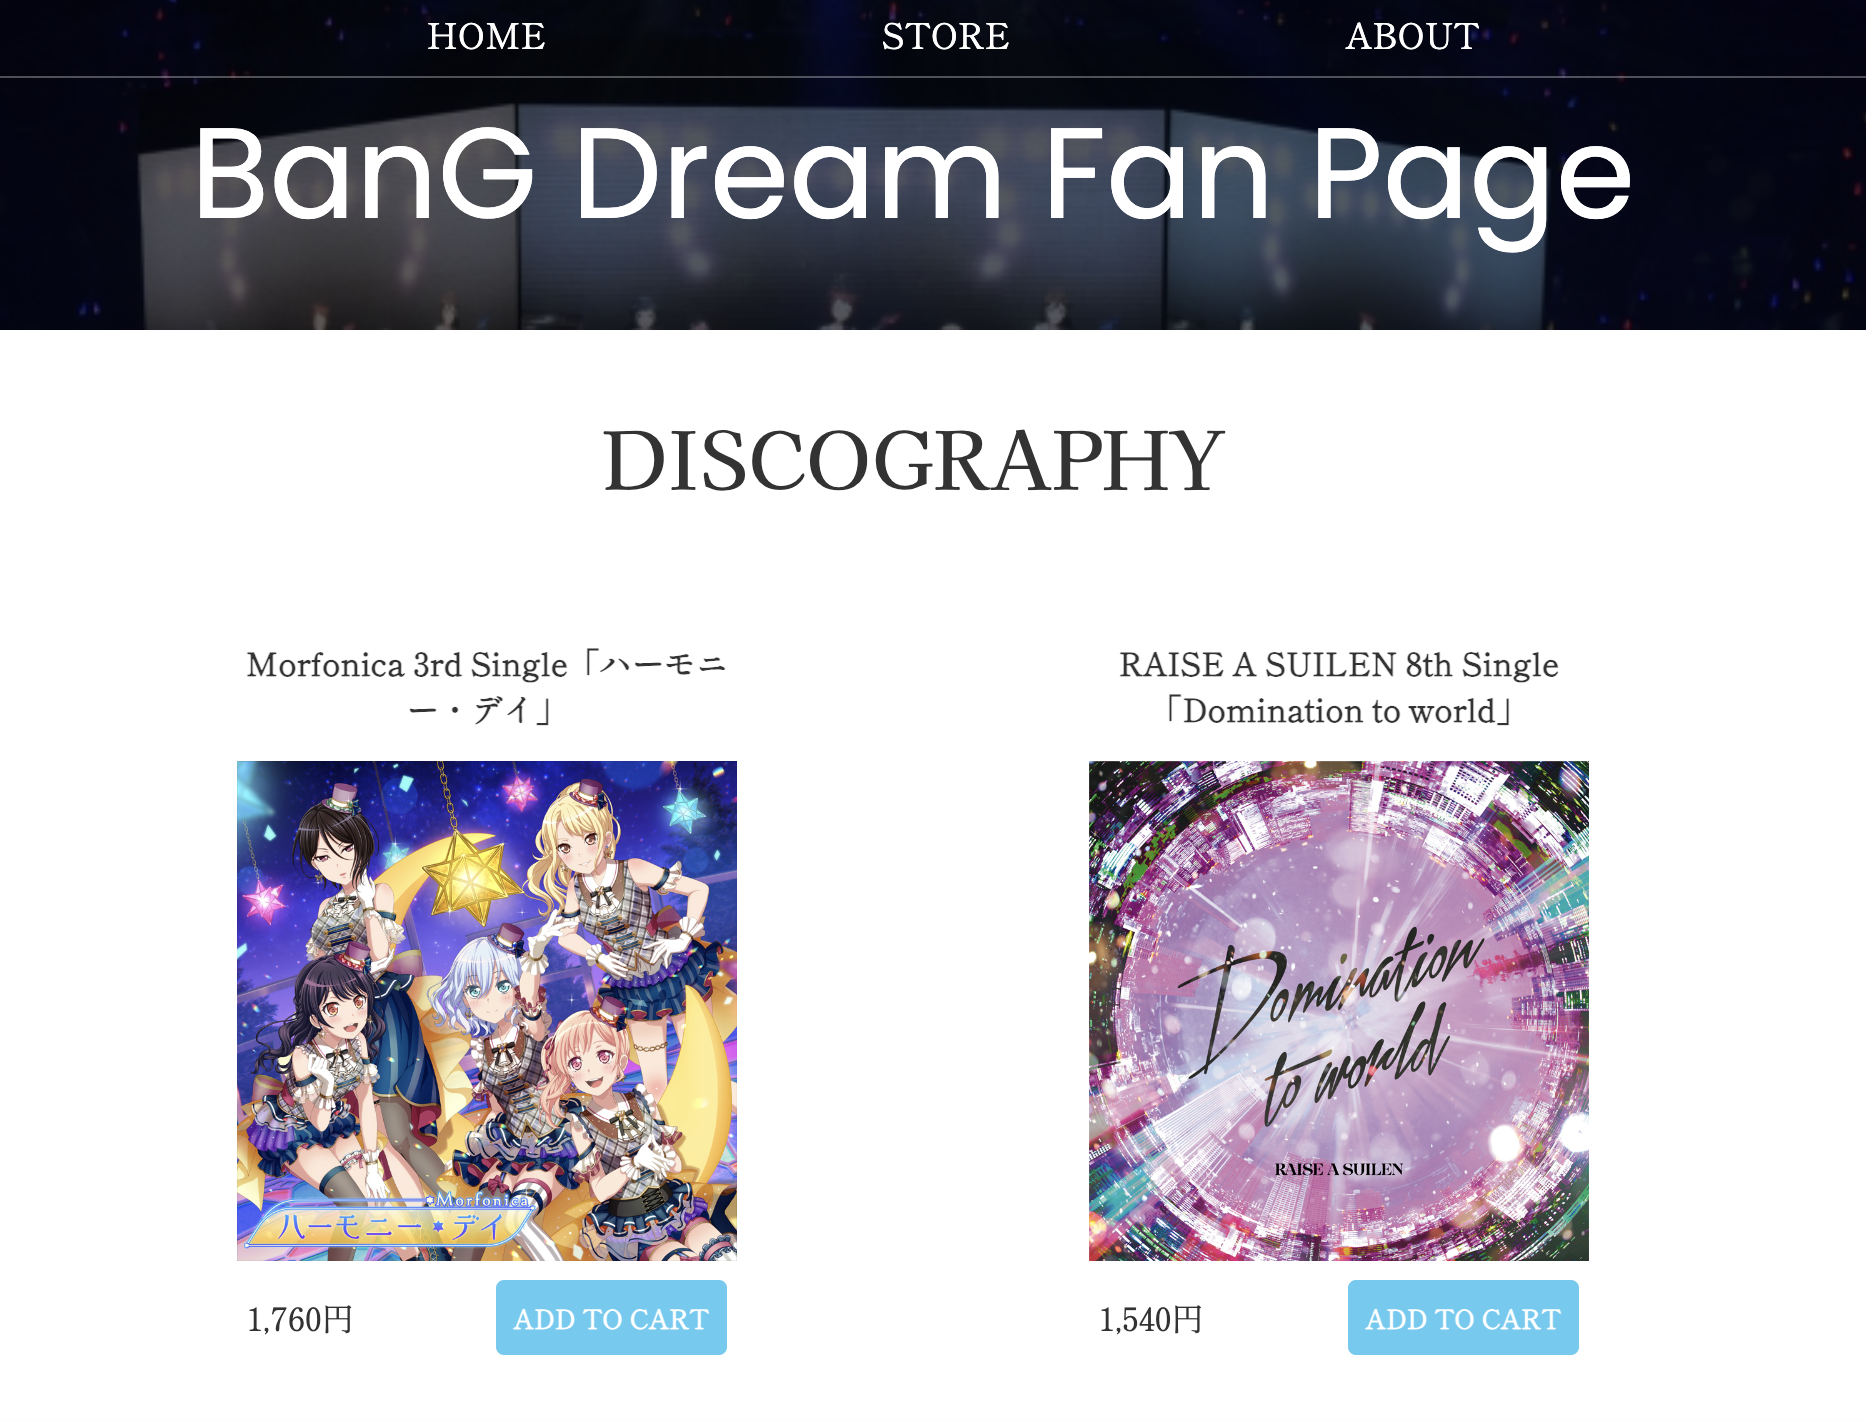 HOME STORE ABOUT
BanG Dream Fan Page
DISCOGRAPHY
Morfonica 3rd Single「ハーモニ
ー・デイ」
Morfonica
ハーモニー✶デイ
1,760円 ADD TO CART
RAISE A SUILEN 8th Single
「Domination to world」
Domination
to world
RAISE A SUILEN
1,540円 ADD TO CART